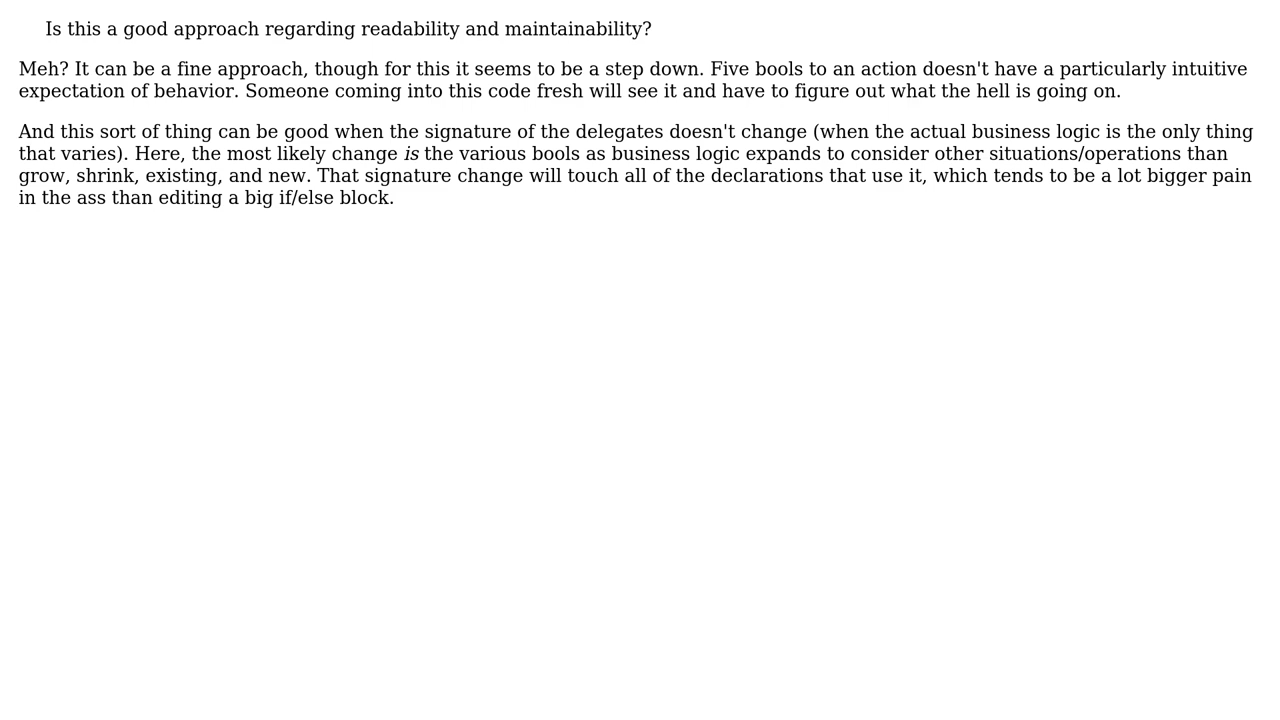 Is this a good approach regarding readability and maintainability?
Meh? It can be a fine approach, though for this it seems to be a step down. Five bools to an action doesn't have a particularly intuitive
expectation of behavior. Someone coming into this code fresh will see it and have to figure out what the hell is going on.
And this sort of thing can be good when the signature of the delegates doesn't change (when the actual business logic is the only thing
that varies). Here, the most likely change is the various bools as business logic expands to consider other situations/operations than
grow, shrink, existing, and new. That signature change will touch all of the declarations that use it, which tends to be a lot bigger pain
in the ass than editing a big if/else block.